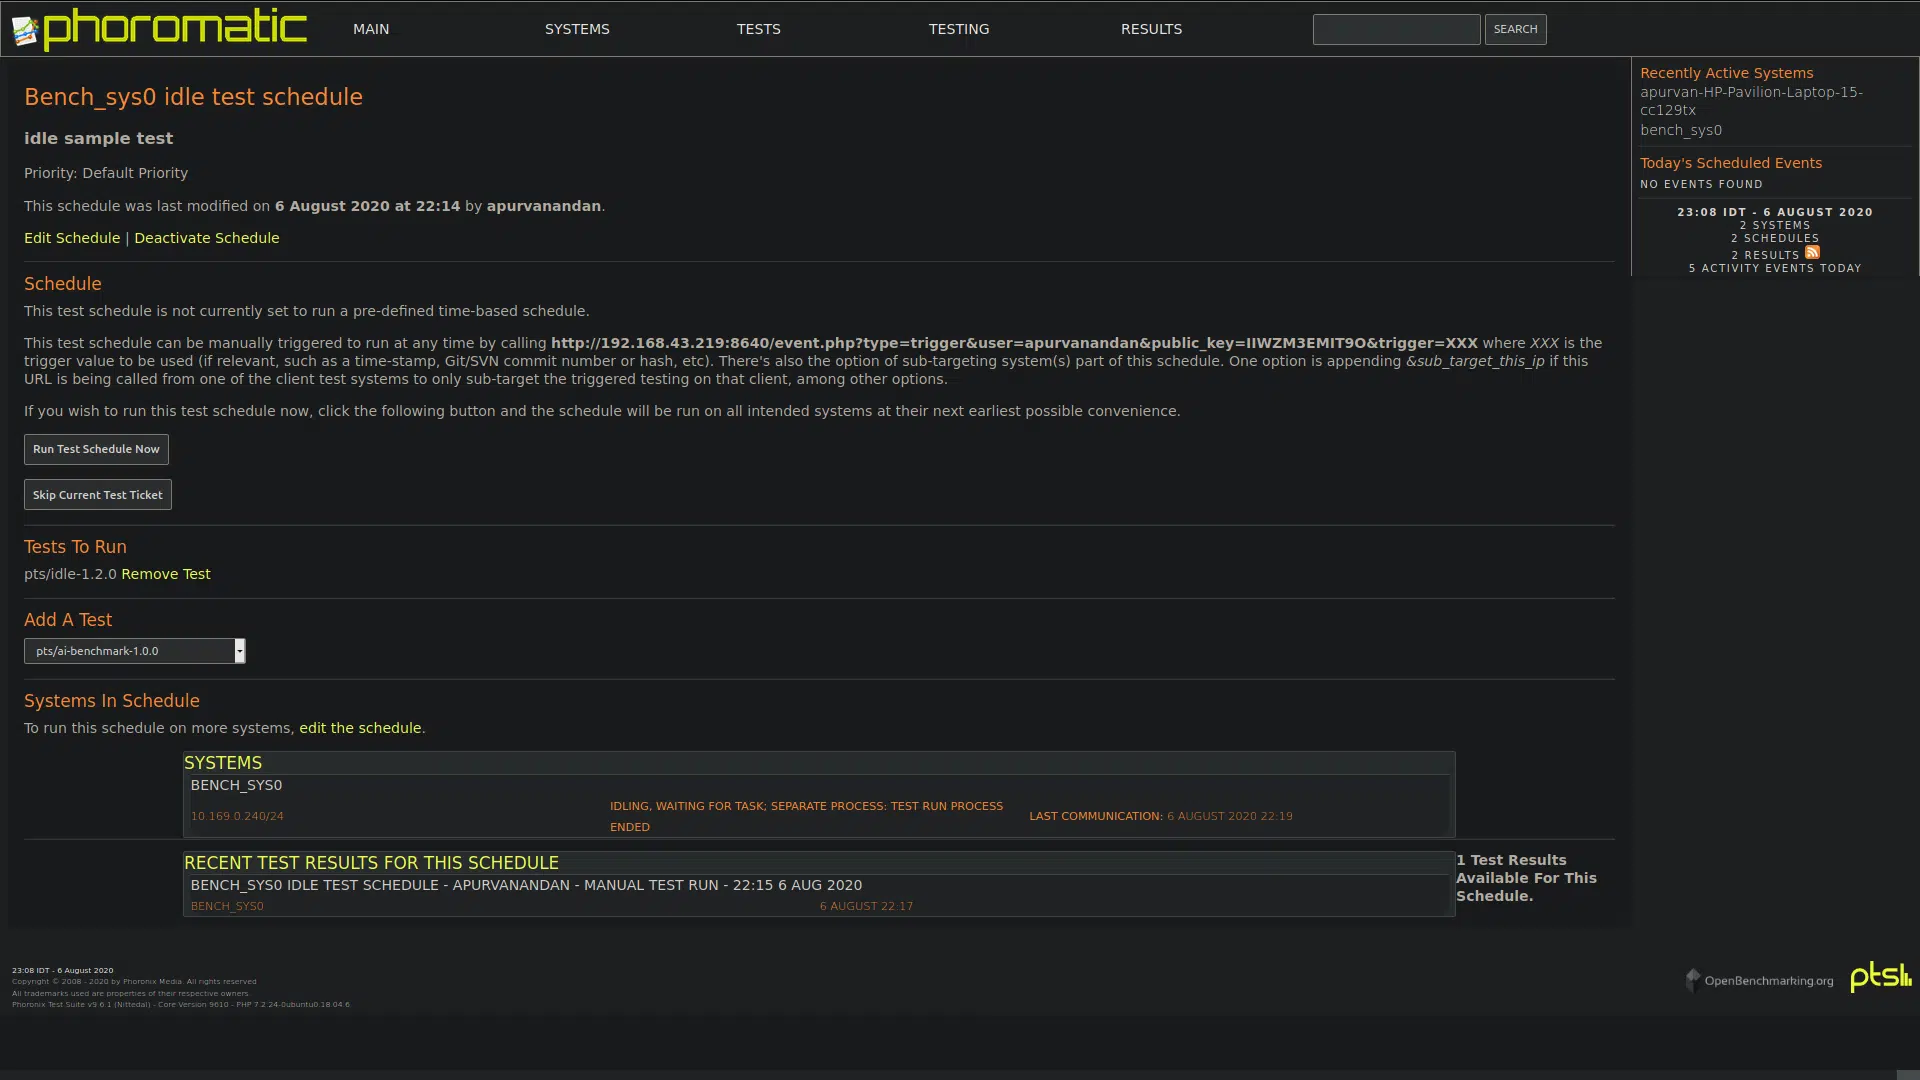 phoromatic
MAIN
SYSTEMS
TESTS
TESTING
RESULTS
SEARCH
Bench_sys0 idle test schedule
idle sample test
Priority: Default Priority
This schedule was last modified on 6 August 2020 at 22:14 by apurvanandan.
Edit Schedule | Deactivate Schedule
Schedule
This test schedule is not currently set to run a pre-defined time-based schedule.
This test schedule can be manually triggered to run at any time by calling http://192.168.43.219:8640/event.php?type=trigger&user=apurvanandan&public_key=IIWZM3EMIT9O&trigger=XXX where XXX is the
trigger value to be used (if relevant, such as a time-stamp, Git/SVN commit number or hash, etc). There's also the option of sub-targeting system(s) part of this schedule. One option is appending &sub_target_this_ip if this
URL is being called from one of the client test systems to only sub-target the triggered testing on that client, among other options.
If you wish to run this test schedule now, click the following button and the schedule will be run on all intended systems at their next earliest possible convenience.
Run Test Schedule Now
Skip Current Test Ticket
Tests To Run
pts/idle-1.2.0 Remove Test
Add A Test
pts/ai-benchmark-1.0.0
Systems In Schedule
To run this schedule on more systems, edit the schedule.
SYSTEMS
BENCH_SYS0
10.169.0.240/24
IDLING, WAITING FOR TASK; SEPARATE PROCESS: TEST RUN PROCESS
ENDED
LAST COMMUNICATION: 6 AUGUST 2020 22:19
RECENT TEST RESULTS FOR THIS SCHEDULE
BENCH_SYS0 IDLE TEST SCHEDULE - APURVANANDAN - MANUAL TEST RUN - 22:15 6 AUG 2020
BENCH_SYS0
6 AUGUST 22:17
1 Test Results
Available For This
Schedule.
Recently Active Systems
apurvan-HP-Pavilion-Laptop-15-
cc129tx
bench_sys0
Today's Scheduled Events
NO EVENTS FOUND
23:08 IDT - 6 AUGUST 2020
2 SYSTEMS
2 SCHEDULES
2 RESULTS
5 ACTIVITY EVENTS TODAY
23:08 IDT - 6 August 2020
Copyright © 2008 - 2020 by Phoronix Media. All rights reserved
All trademarks used are properties of their respective owners.
Phoronix Test Suite v9.6.1 (Nittedal) - Core Version 9610 - PHP 7.2.24-0ubuntu0.18.04.6
OpenBenchmarking.org
pts